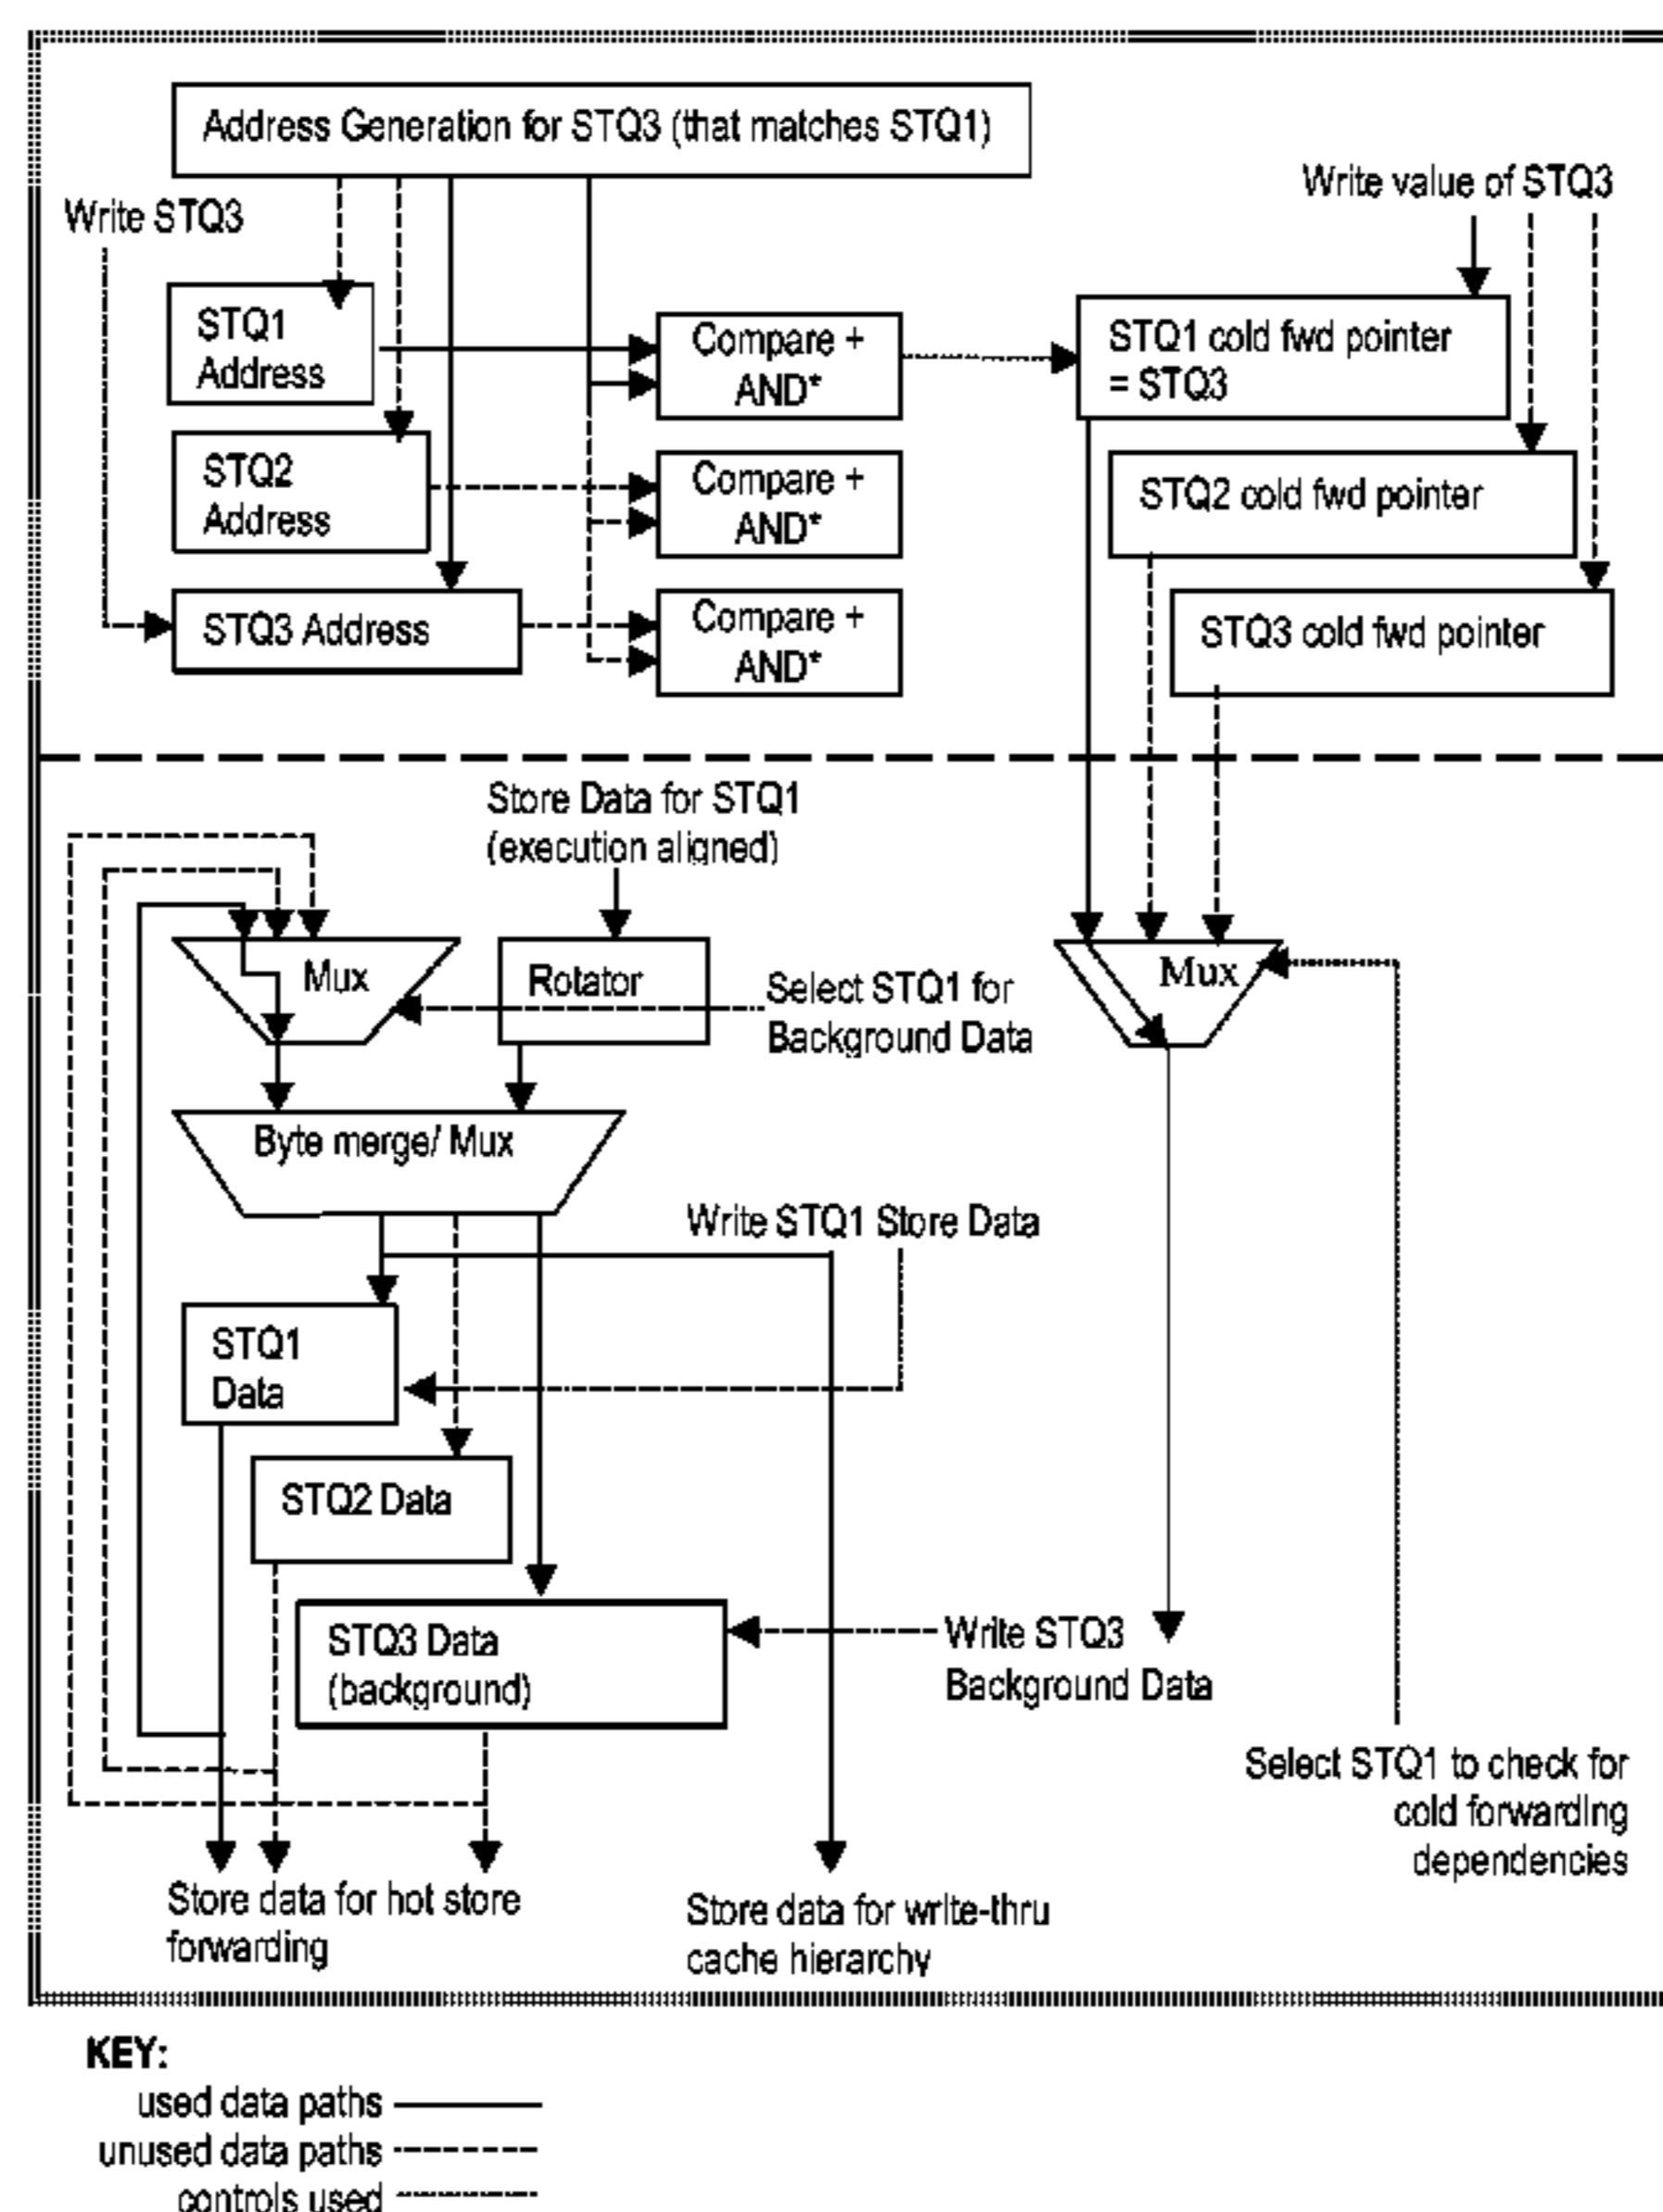 Address Generation for STQ3 (that matches STQ1)
Write STQ3
Write value of STQ3
STQ1
Address
Compare +
AND*
STQ1 cold fwd pointer
= STQ3
STQ2
Address
Compare +
AND*
STQ2 cold fwd pointer
STQ3 Address
Compare +
AND*
STQ3 cold fwd pointer
Store Data for STQ1
(execution aligned)
Mux
Rotator
Select STQ1 for
Background Data
Mux
Byte merge/ Mux
Write STQ1 Store Data
STQ1
Data
STQ2 Data
STQ3 Data
(background)
Write STQ3
Background Data
Select STQ1 to check for
cold forwarding
dependencies
Store data for hot store
forwarding
Store data for write-thru
cache hierarchy
KEY:
used data paths
unused data paths
controls used